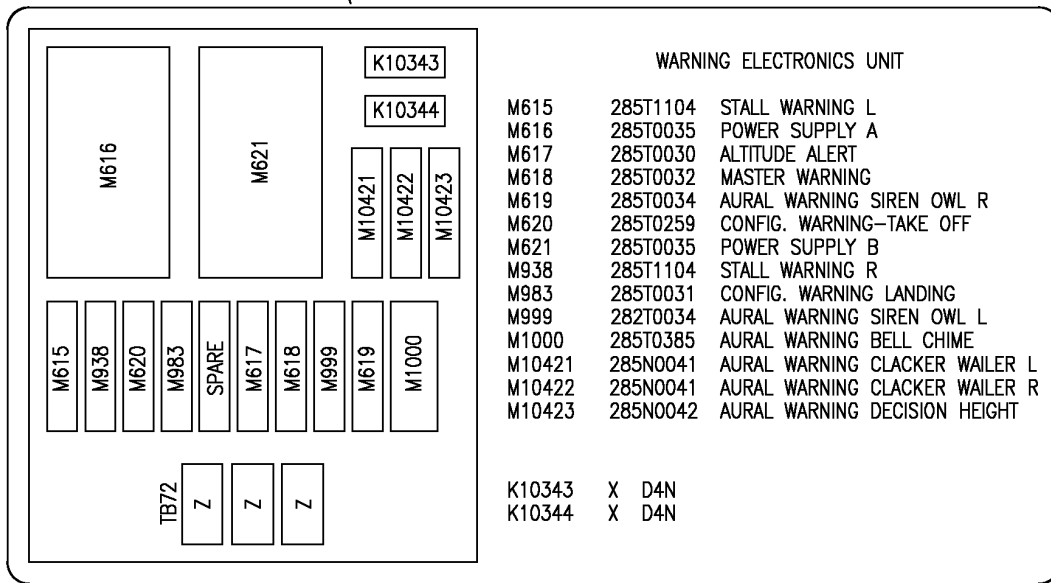 K10343
K10344
M616
M621
M10421
M10422
M10423
M615
M938
M620
M983
SPARE
M617
M618
M999
M619
M1000
TB72
Z
Z
Z
WARNING ELECTRONICS UNIT
M615 285T1104 STALL WARNING L
M616 285T0035 POWER SUPPLY A
M617 285T0030 ALTITUDE ALERT
M618 285T0032 MASTER WARNING
M619 285T0034 AURAL WARNING SIREN OWL R
M620 285T0259 CONFIG. WARNING-TAKE OFF
M621 285T0035 POWER SUPPLY B
M938 285T1104 STALL WARNING R
M983 285T0031 CONFIG. WARNING LANDING
M999 282T0034 AURAL WARNING SIREN OWL L
M1000 285T0385 AURAL WARNING BELL CHIME
M10421 285N0041 AURAL WARNING CLACKER WAILER L
M10422 285N0041 AURAL WARNING CLACKER WAILER R
M10423 285N0042 AURAL WARNING DECISION HEIGHT
K10343 X D4N
K10344 X D4N